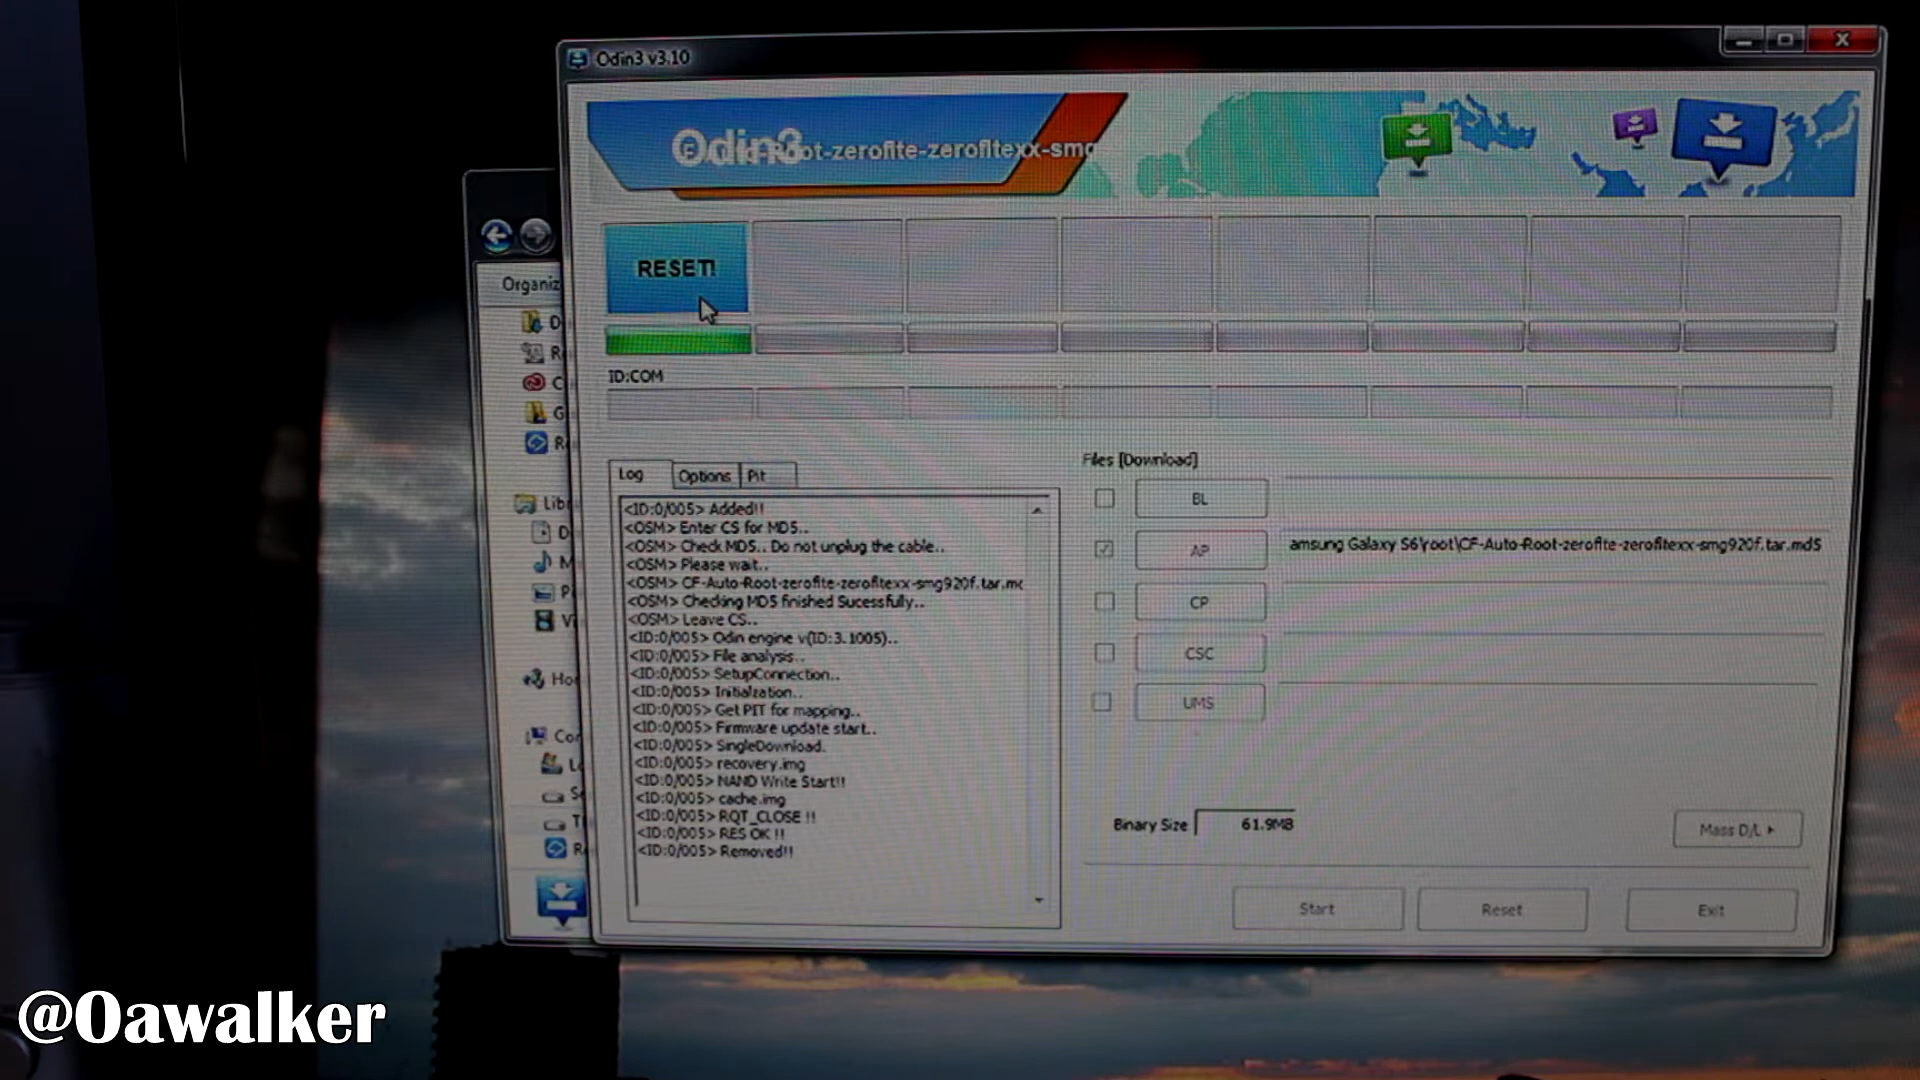 Odin3 v3.10
Odin3
ot-zeroflte-zerofltexx-smg
RESET!
Organiz
ID:COM
Log
Options
Pit
<ID:0/005> Added!!
<OSM> Enter CS for MD5..
<OSM> Check MD5.. Do not unplug the cable..
<OSM> Please wait..
<OSM> CF-Auto-Root-zeroflte-zerofltexx-smg920f.tar.mc
<OSM> Checking MD5 finished Sucessfully..
<OSM> Leave CS..
<ID:0/005> Odin engine v(ID:3.1005)..
<ID:0/005> File analysis..
<ID:0/005> SetupConnection..
<ID:0/005> Initialzation..
<ID:0/005> Get PIT for mapping..
<ID:0/005> Firmware update start..
<ID:0/005> SingleDownload.
<ID:0/005> recovery.img
<ID:0/005> NAND Write Start!!
<ID:0/005> cache.img
<ID:0/005> RQT_CLOSE !!
<ID:0/005> RES OK !!
<ID:0/005> Removed!!
Files [Download]
BL
AP
amsung Galaxy S6\root\CF-Auto-Root-zeroflte-zerofltexx-smg920f.tar.md5
CP
CSC
UMS
Binary Size
61.9MB
Mass D/L
Start
Reset
Exit
Lib
Ho
Co
@Oawalker